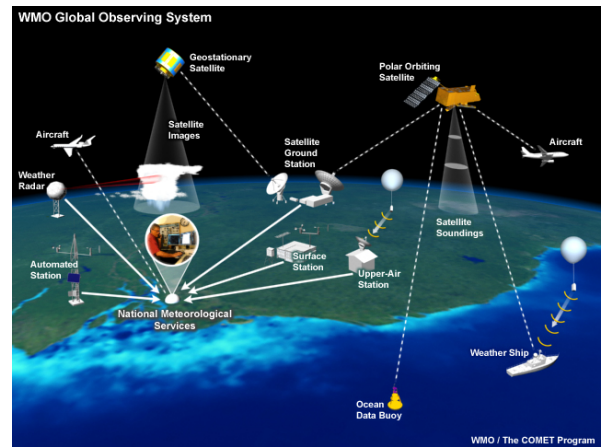 WMO Global Observing System
Geostationary
Satellite
Polar Orbiting
Satellite
Aircraft
Satellite
Images
Satellite
Ground
Station
Aircraft
Weather
Radar
Satellite
Soundings
Automated
Station
Surface
Station
Upper-Air
Station
National Meteorological
Services
Weather Ship
Ocean
Data Buoy
WMO / The COMET Program